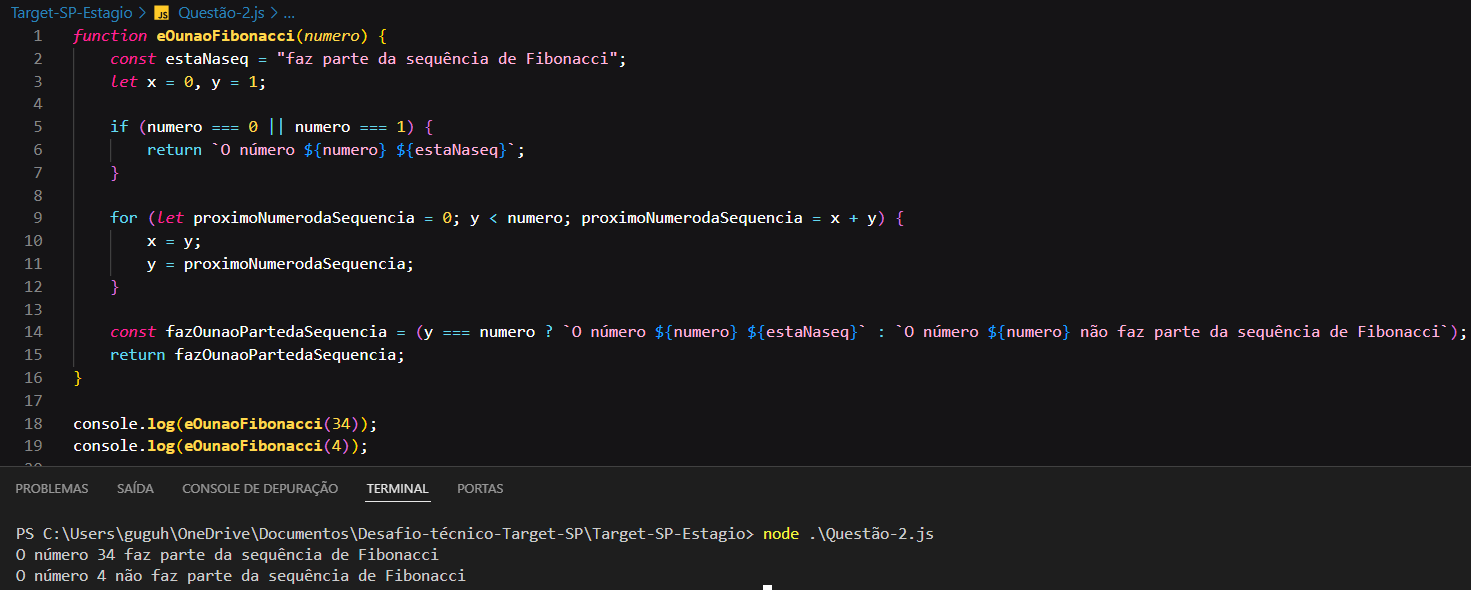 Target-SP-Estagio > JS Questão-2.js > ...
1 function eOunaoFibonacci(numero) {
2     const estaNaseq = "faz parte da sequência de Fibonacci";
3     let x = 0, y = 1;
4
5     if (numero === 0 || numero === 1) {
6         return `O número ${numero} ${estaNaseq}`;
7     }
8
9     for (let proximoNumerodaSequencia = 0; y < numero; proximoNumerodaSequencia = x + y) {
10         x = y;
11         y = proximoNumerodaSequencia;
12     }
13
14     const fazOunaoPartedaSequencia = (y === numero ? `O número ${numero} ${estaNaseq}` : `O número ${numero} não faz parte da sequência de Fibonacci`);
15     return fazOunaoPartedaSequencia;
16 }
17
18 console.log(eOunaoFibonacci(34));
19 console.log(eOunaoFibonacci(4));
20
PROBLEMAS SAÍDA CONSOLE DE DEPURAÇÃO TERMINAL PORTAS
PS C:\Users\guguh\OneDrive\Documentos\Desafio-técnico-Target-SP\Target-SP-Estagio> node .\Questão-2.js
O número 34 faz parte da sequência de Fibonacci
O número 4 não faz parte da sequência de Fibonacci